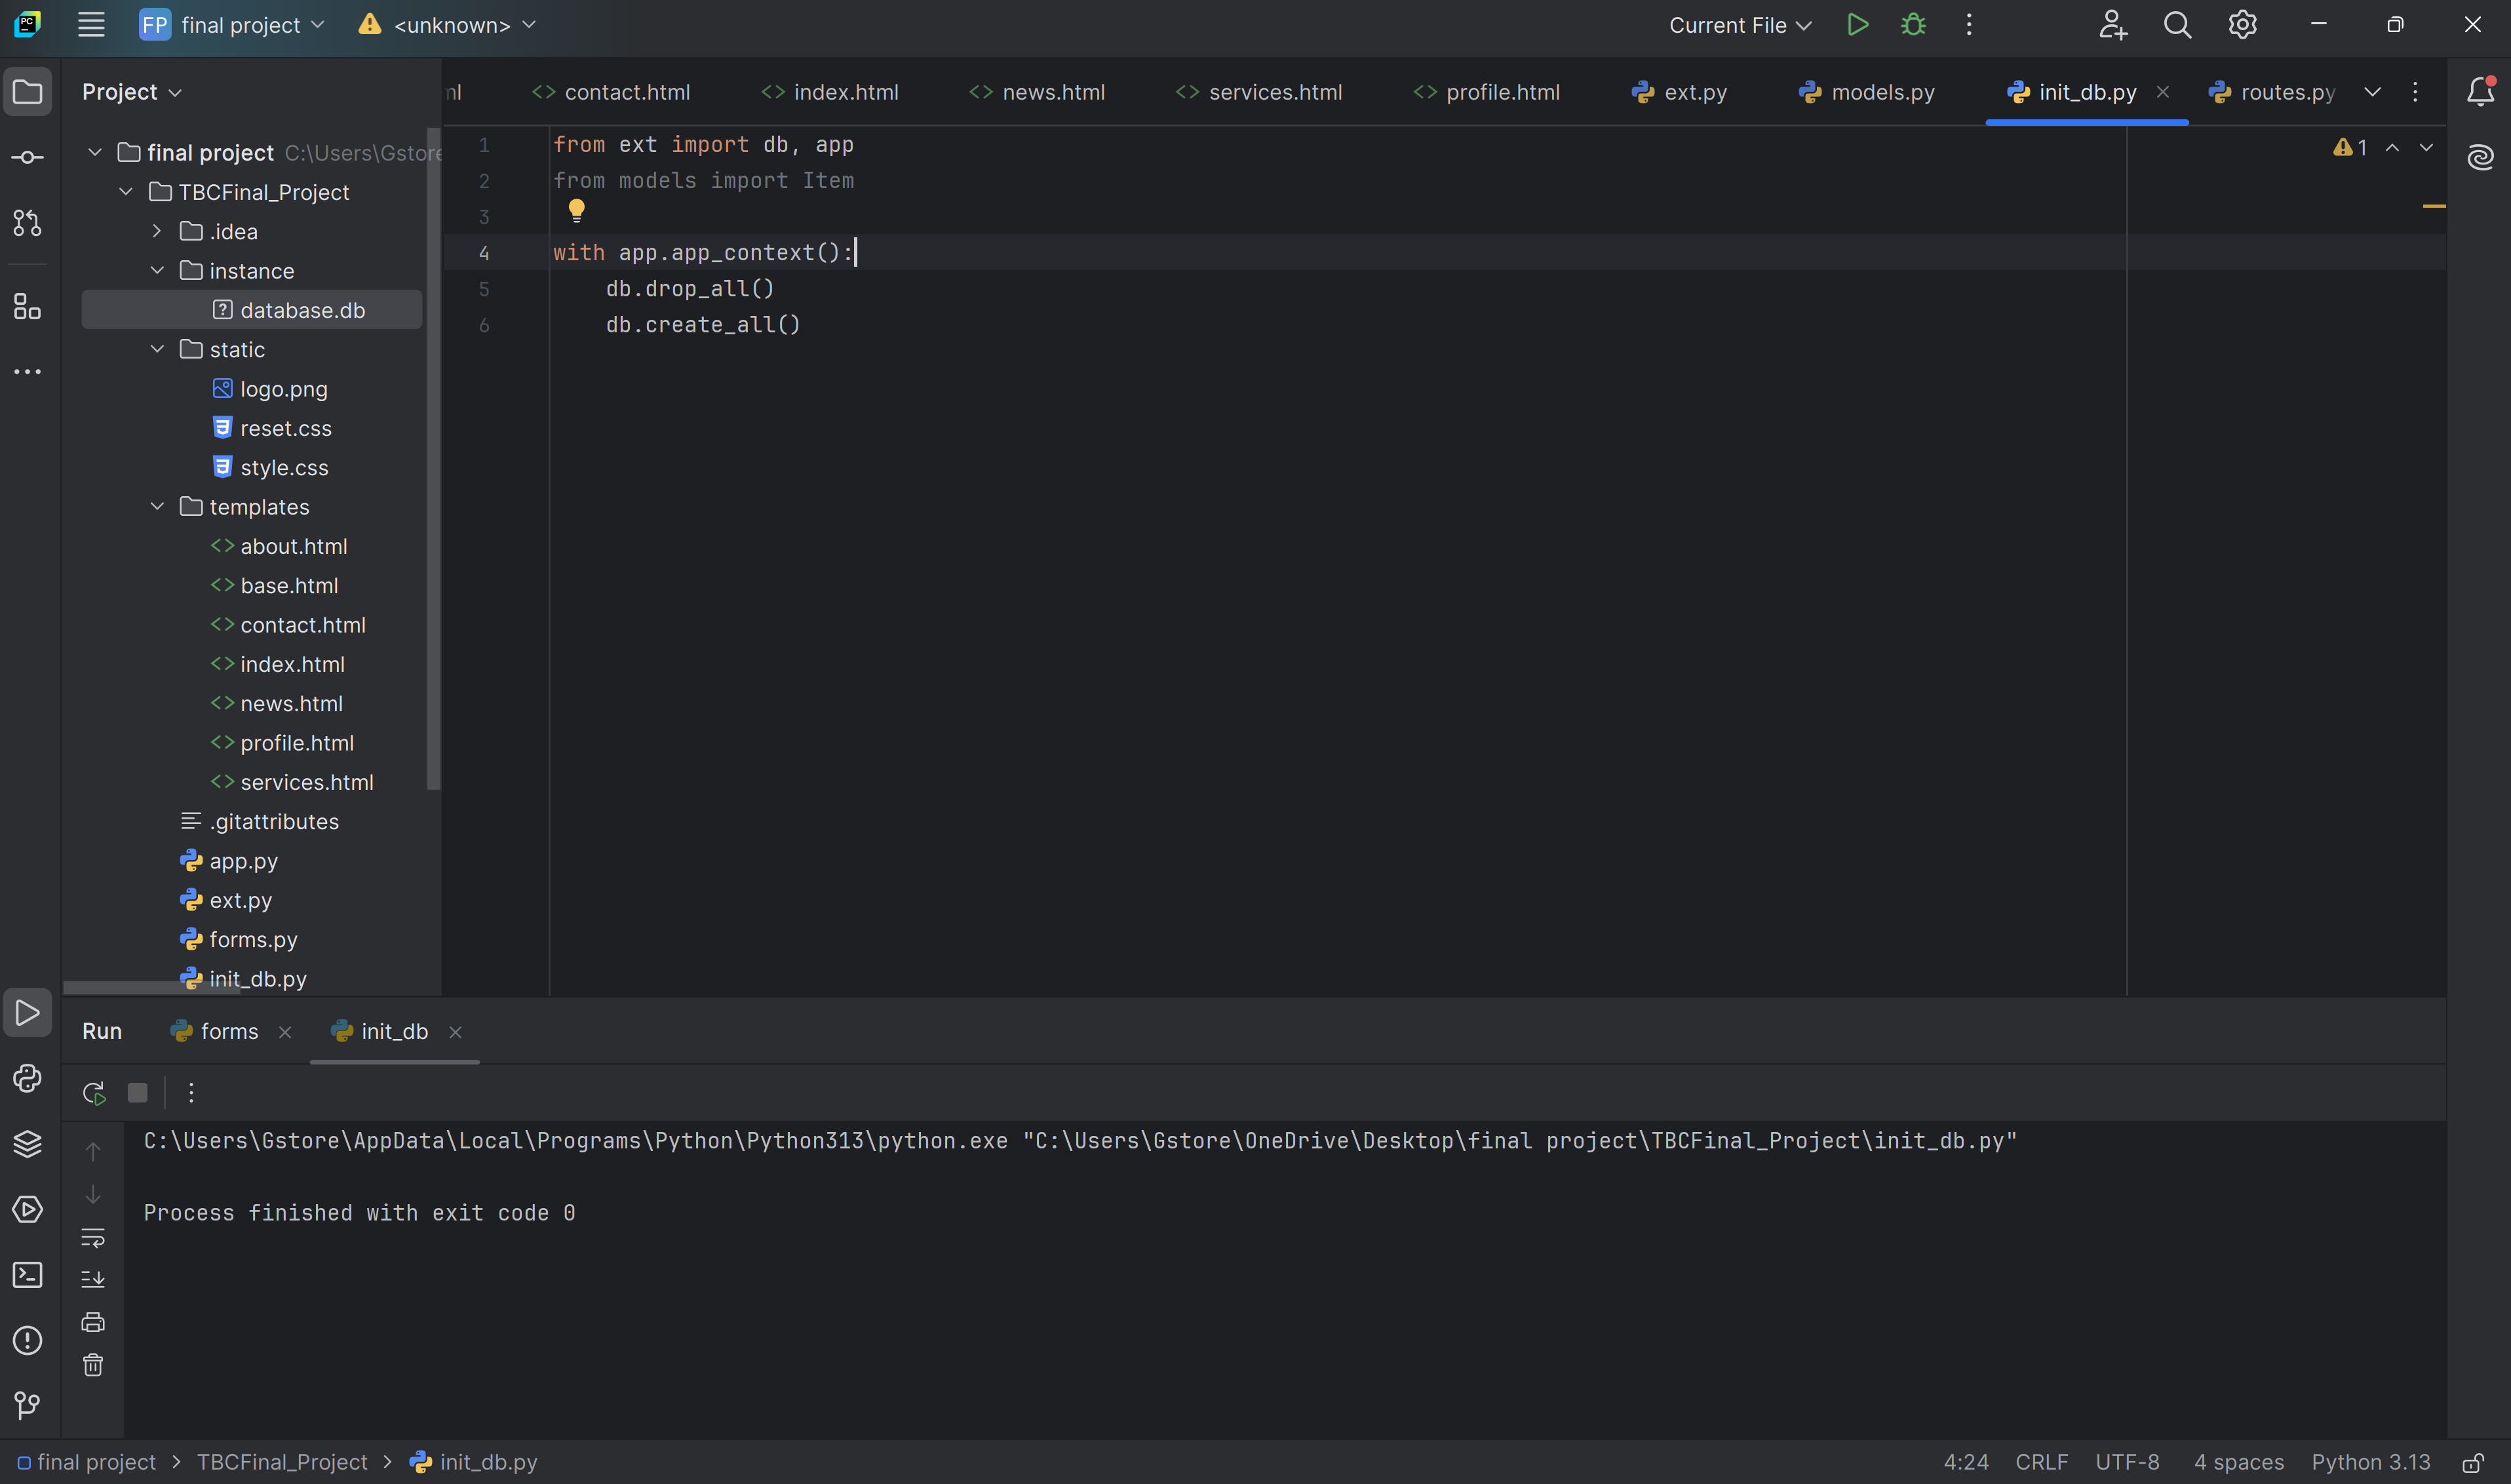 PC
FP final project <unknown> Current File
Project
ml contact.html index.html news.html services.html profile.html ext.py models.py init_db.py routes.py
final project C:\Users\Gstore
TBCFinal_Project
.idea
instance
database.db
static
logo.png
reset.css
style.css
templates
about.html
base.html
contact.html
index.html
news.html
profile.html
services.html
.gitattributes
app.py
ext.py
forms.py
init_db.py
1 from ext import db, app
2 from models import Item
3
4 with app.app_context():
5     db.drop_all()
6     db.create_all()
1
Run forms init_db
C:\Users\Gstore\AppData\Local\Programs\Python\Python313\python.exe "C:\Users\Gstore\OneDrive\Desktop\final project\TBCFinal_Project\init_db.py"
Process finished with exit code 0
final project > TBCFinal_Project > init_db.py 4:24 CRLF UTF-8 4 spaces Python 3.13